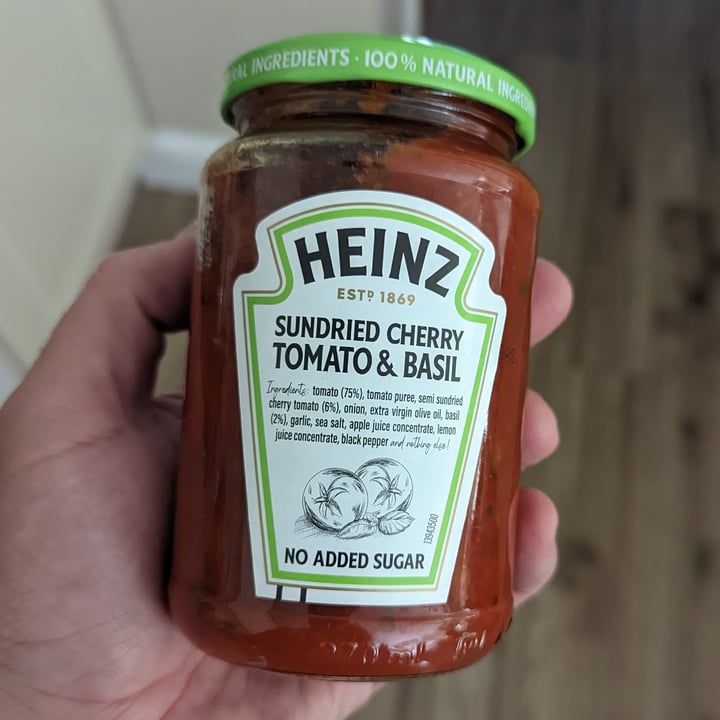 RAL INGREDIENTS · 100% NATURAL INGRED
HEINZ
ESTD 1869
SUNDRIED CHERRY
TOMATO & BASIL
Ingredients: tomato (75%), tomato puree, semi sundried
cherry tomato (6%), onion, extra virgin olive oil, basil
(2%), garlic, sea salt, apple juice concentrate, lemon
juice concentrate, black pepper and nothing else!
13943500
NO ADDED SUGAR